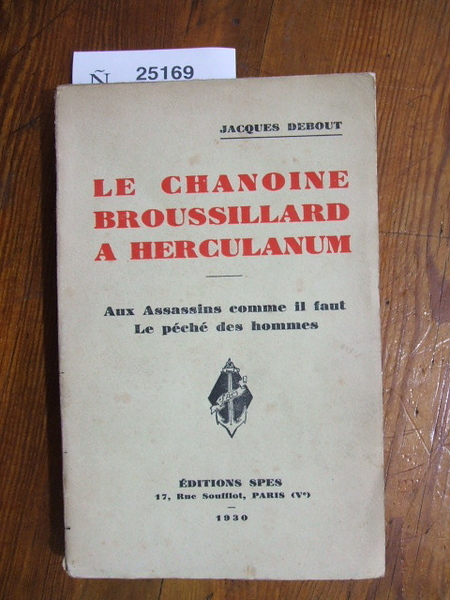 Ñ 25169
JACQUES DEBOUT
LE CHANOINE
BROUSSILLARD
A HERCULANUM
Aux Assassins comme il faut
Le péché des hommes
ÉDITIONS SPES
17, Rue Soufflot, PARIS (Vᵉ)
1930